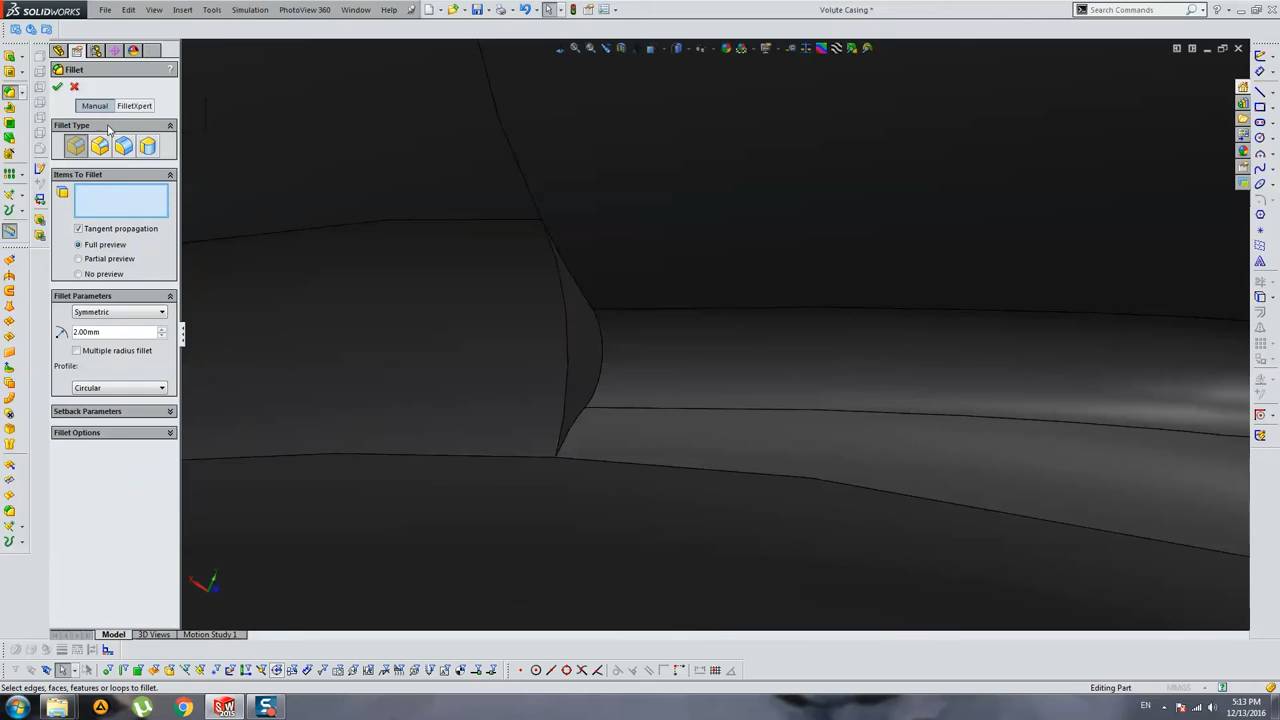 SOLIDWORKS
File Edit View Insert Tools Simulation PhotoView 360 Window Help
Volute Casing *
Search Commands
Fillet
?
Manual FilletXpert
Fillet Type
Items To Fillet
Tangent propagation
Full preview
Partial preview
No preview
Fillet Parameters
Symmetric
2.00mm
Multiple radius fillet
Profile:
Circular
Setback Parameters
Fillet Options
Model 3D Views Motion Study 1
Select edges, faces, features or loops to fillet.
Editing Part
MMGS
EN
5:13 PM
12/13/2016